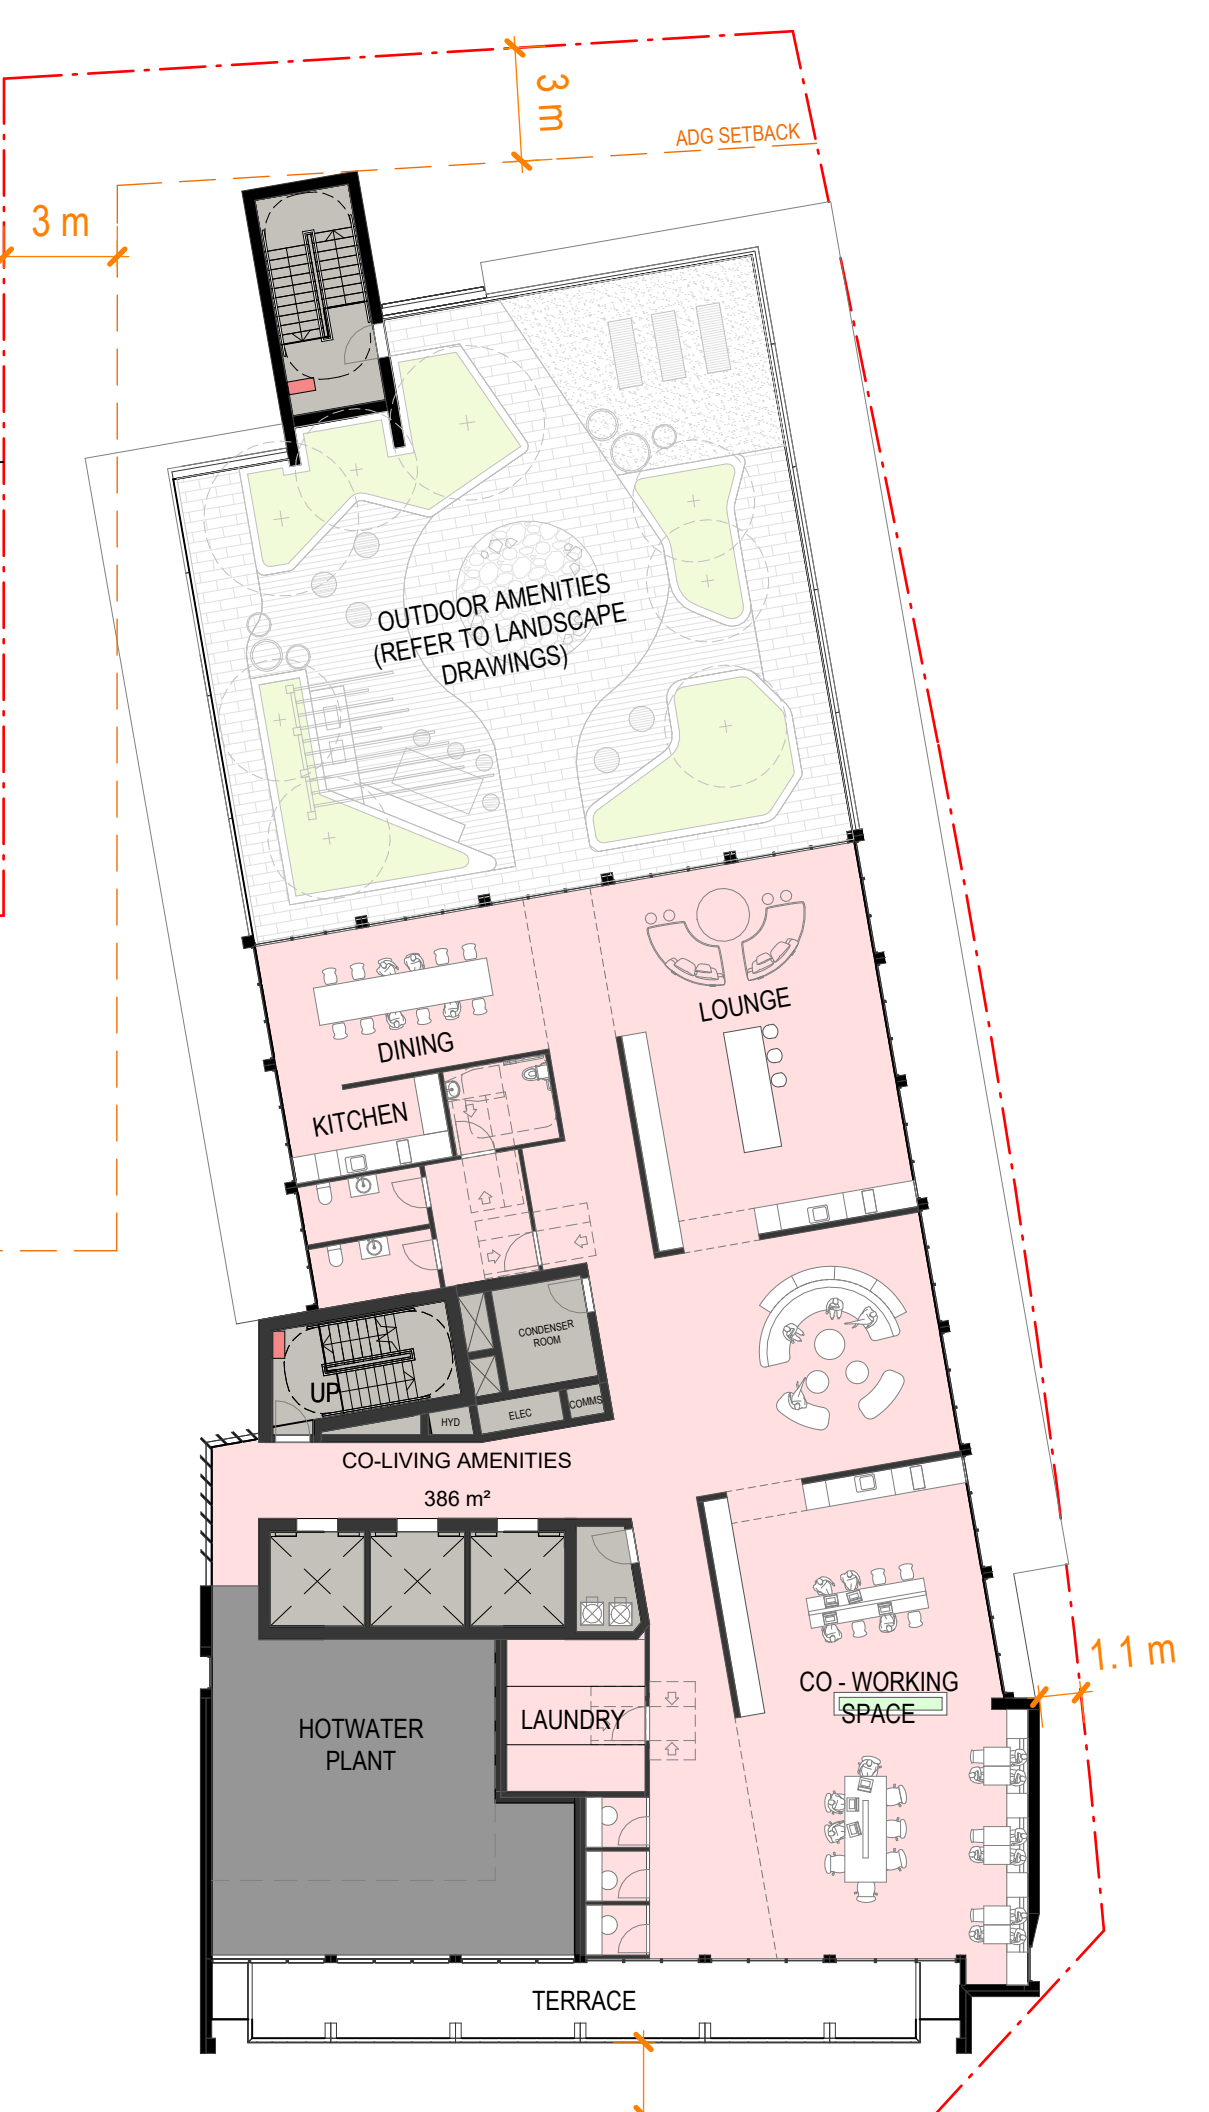 3 m
ADG SETBACK
3 m
OUTDOOR AMENITIES
(REFER TO LANDSCAPE
DRAWINGS)
LOUNGE
DINING
KITCHEN
CONDENSER
ROOM
UP
HYD
ELEC
COMMS
CO-LIVING AMENITIES
386 m²
1.1 m
CO - WORKING
SPACE
LAUNDRY
HOTWATER
PLANT
TERRACE